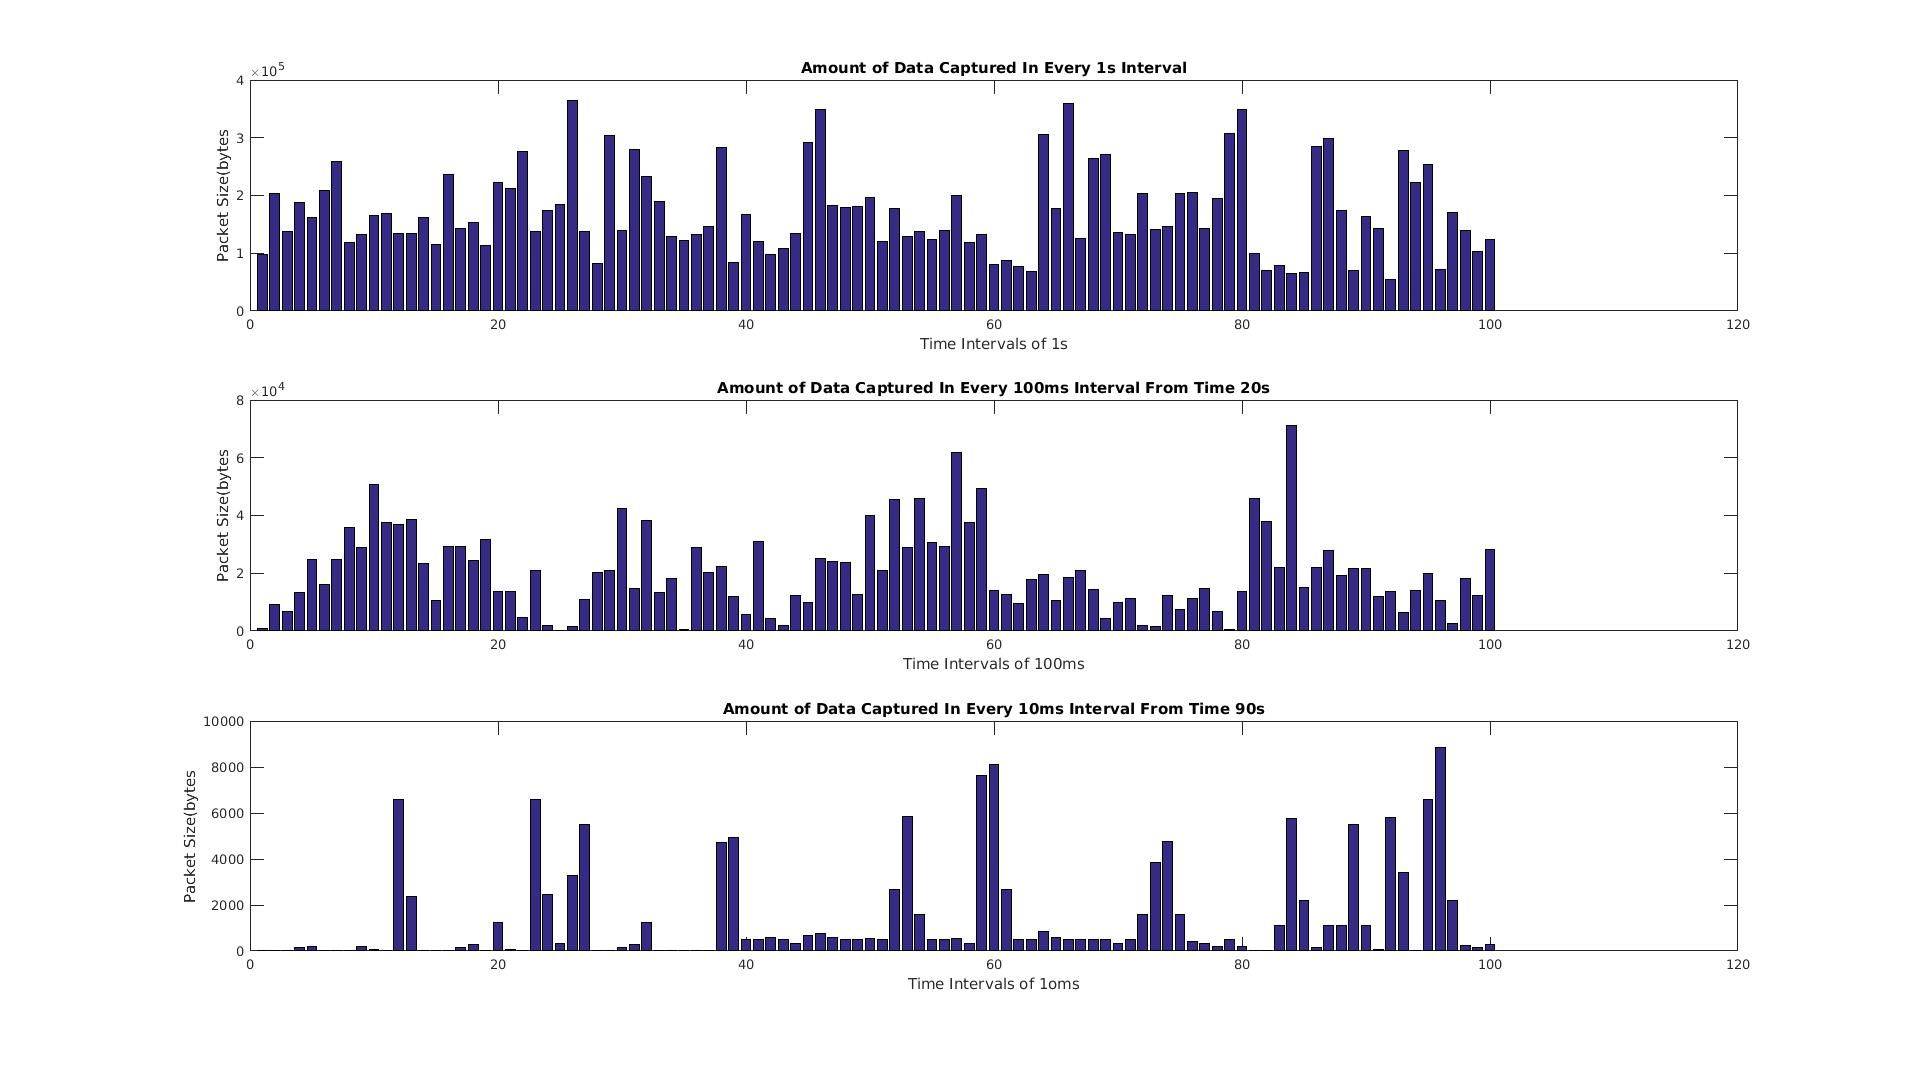 Amount of Data Captured In Every 1s Interval
×10^5
Packet Size(bytes
4
3
2
1
0
0 20 40 60 80 100 120
Time Intervals of 1s
Amount of Data Captured In Every 100ms Interval From Time 20s
×10^4
Packet Size(bytes
8
6
4
2
0
0 20 40 60 80 100 120
Time Intervals of 100ms
Amount of Data Captured In Every 10ms Interval From Time 90s
Packet Size(bytes
10000
8000
6000
4000
2000
0
0 20 40 60 80 100 120
Time Intervals of 1oms